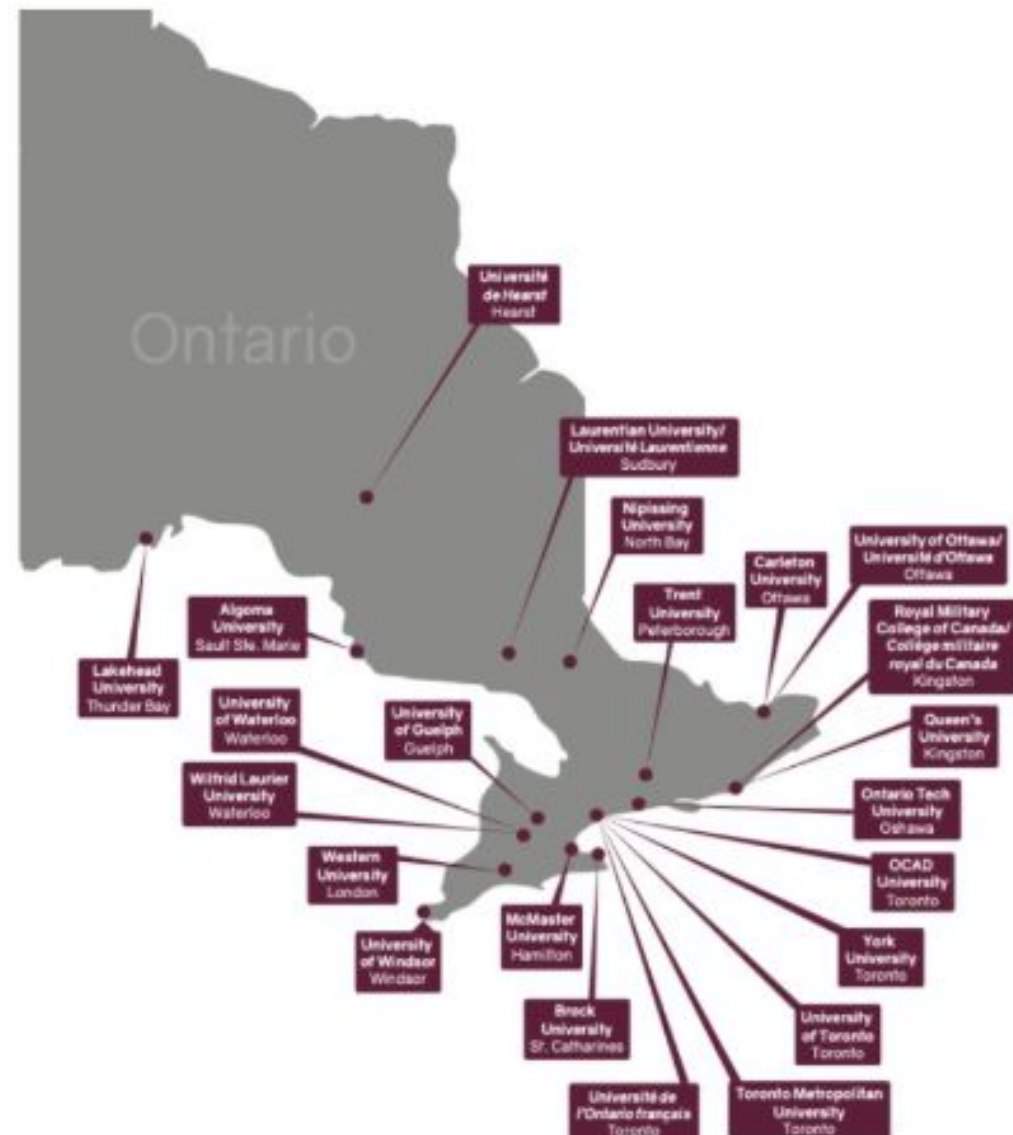 Ontario
Université
de Hearst
Hearst
Laurentian University/
Université Laurentienne
Sudbury
Nipissing
University
North Bay
University of Ottawa/
Université d'Ottawa
Ottawa
Carleton
University
Ottawa
Trent
University
Peterborough
Royal Military
College of Canada/
Collège militaire
royal du Canada
Kingston
Algoma
University
Sault Ste. Marie
Lakehead
University
Thunder Bay
University
of Waterloo
Waterloo
University
of Guelph
Guelph
Queen's
University
Kingston
Wilfrid Laurier
University
Waterloo
Ontario Tech
University
Oshawa
Western
University
London
OCAD
University
Toronto
McMaster
University
Hamilton
University
of Windsor
Windsor
York
University
Toronto
Brock
University
St. Catharines
University
of Toronto
Toronto
Université de
l'Ontario français
Toronto
Toronto Metropolitan
University
Toronto